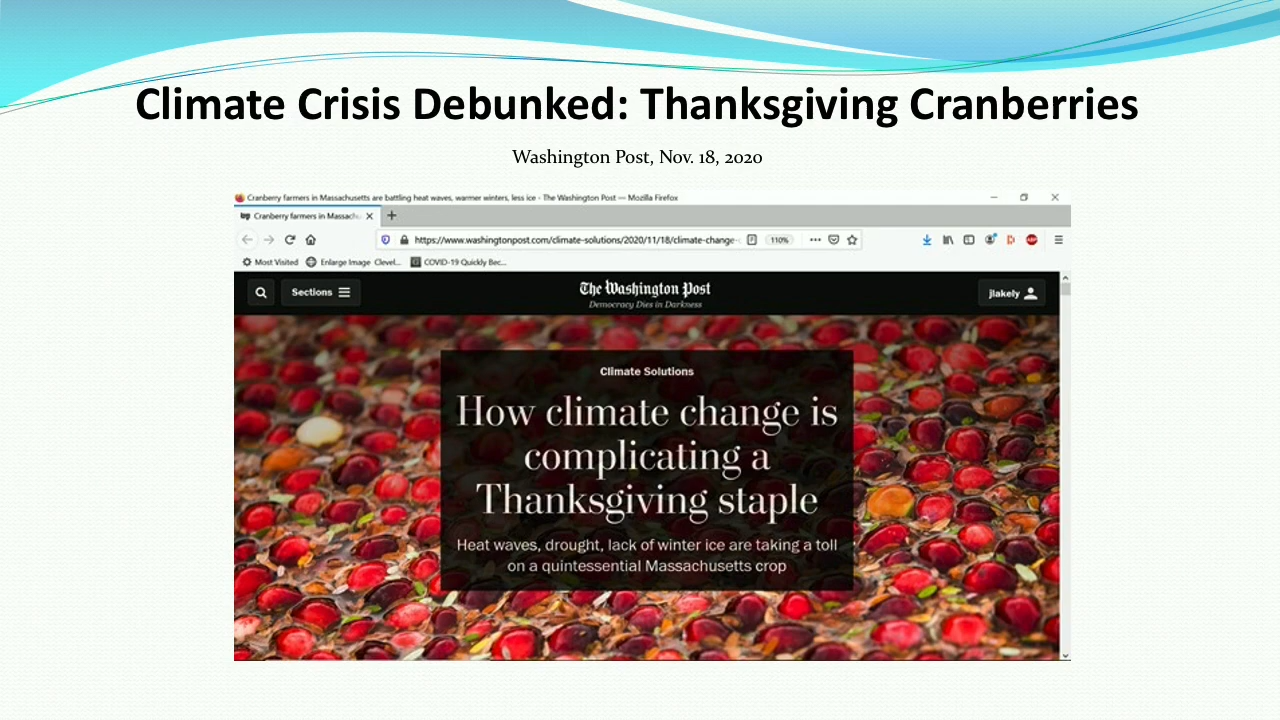 Climate Crisis Debunked: Thanksgiving Cranberries
Washington Post, Nov. 18, 2020
Cranberry farmers in Massachusetts are battling heat waves, warmer winters, less ice - The Washington Post — Mozilla Firefox
Cranberry farmers in Massachu
https://www.washingtonpost.com/climate-solutions/2020/11/18/climate-change- 110%
Most Visited Enlarge Image Clevel... COVID-19 Quickly Bec...
Sections The Washington Post jlakely
Democracy Dies in Darkness
Climate Solutions
How climate change is
complicating a
Thanksgiving staple
Heat waves, drought, lack of winter ice are taking a toll
on a quintessential Massachusetts crop